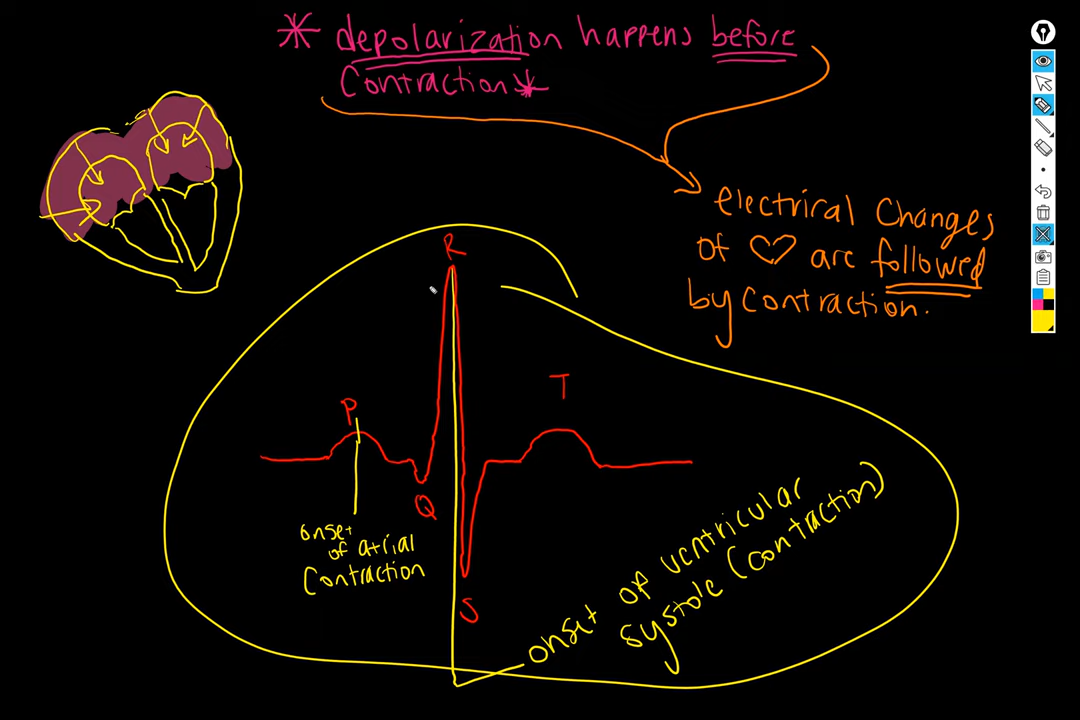 * depolarization happens before
Contraction *
electriral Changes
of ♡ are followed
by contraction.
R
P
T
Q
S
onset
of atrial
Contraction
onset of ventricular
systole (contraction)